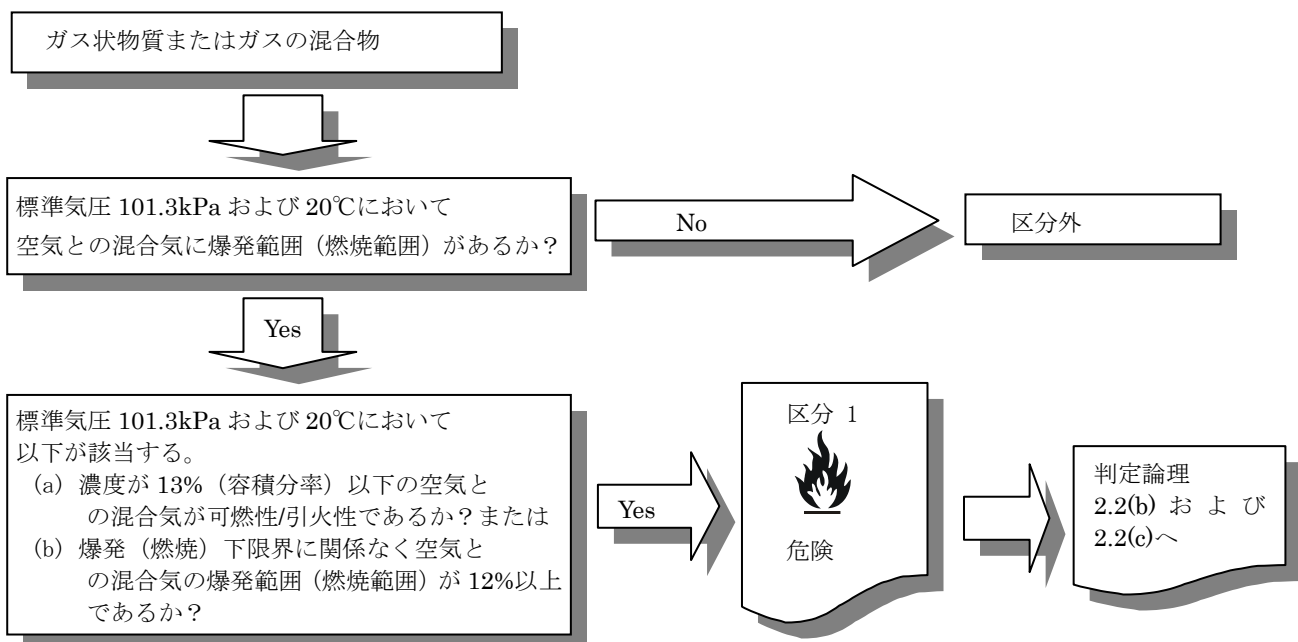 ガス状物質またはガスの混合物
標準気圧 101.3kPa および 20℃において
空気との混合気に爆発範囲（燃焼範囲）があるか？
No
区分外
Yes
標準気圧 101.3kPa および 20℃において
以下が該当する。
(a) 濃度が 13%（容積分率）以下の空気と
の混合気が可燃性/引火性であるか？または
(b) 爆発（燃焼）下限界に関係なく空気と
の混合気の爆発範囲（燃焼範囲）が 12%以上
であるか？
Yes
区分 1
危険
判定論理
2.2(b) および
2.2(c)へ